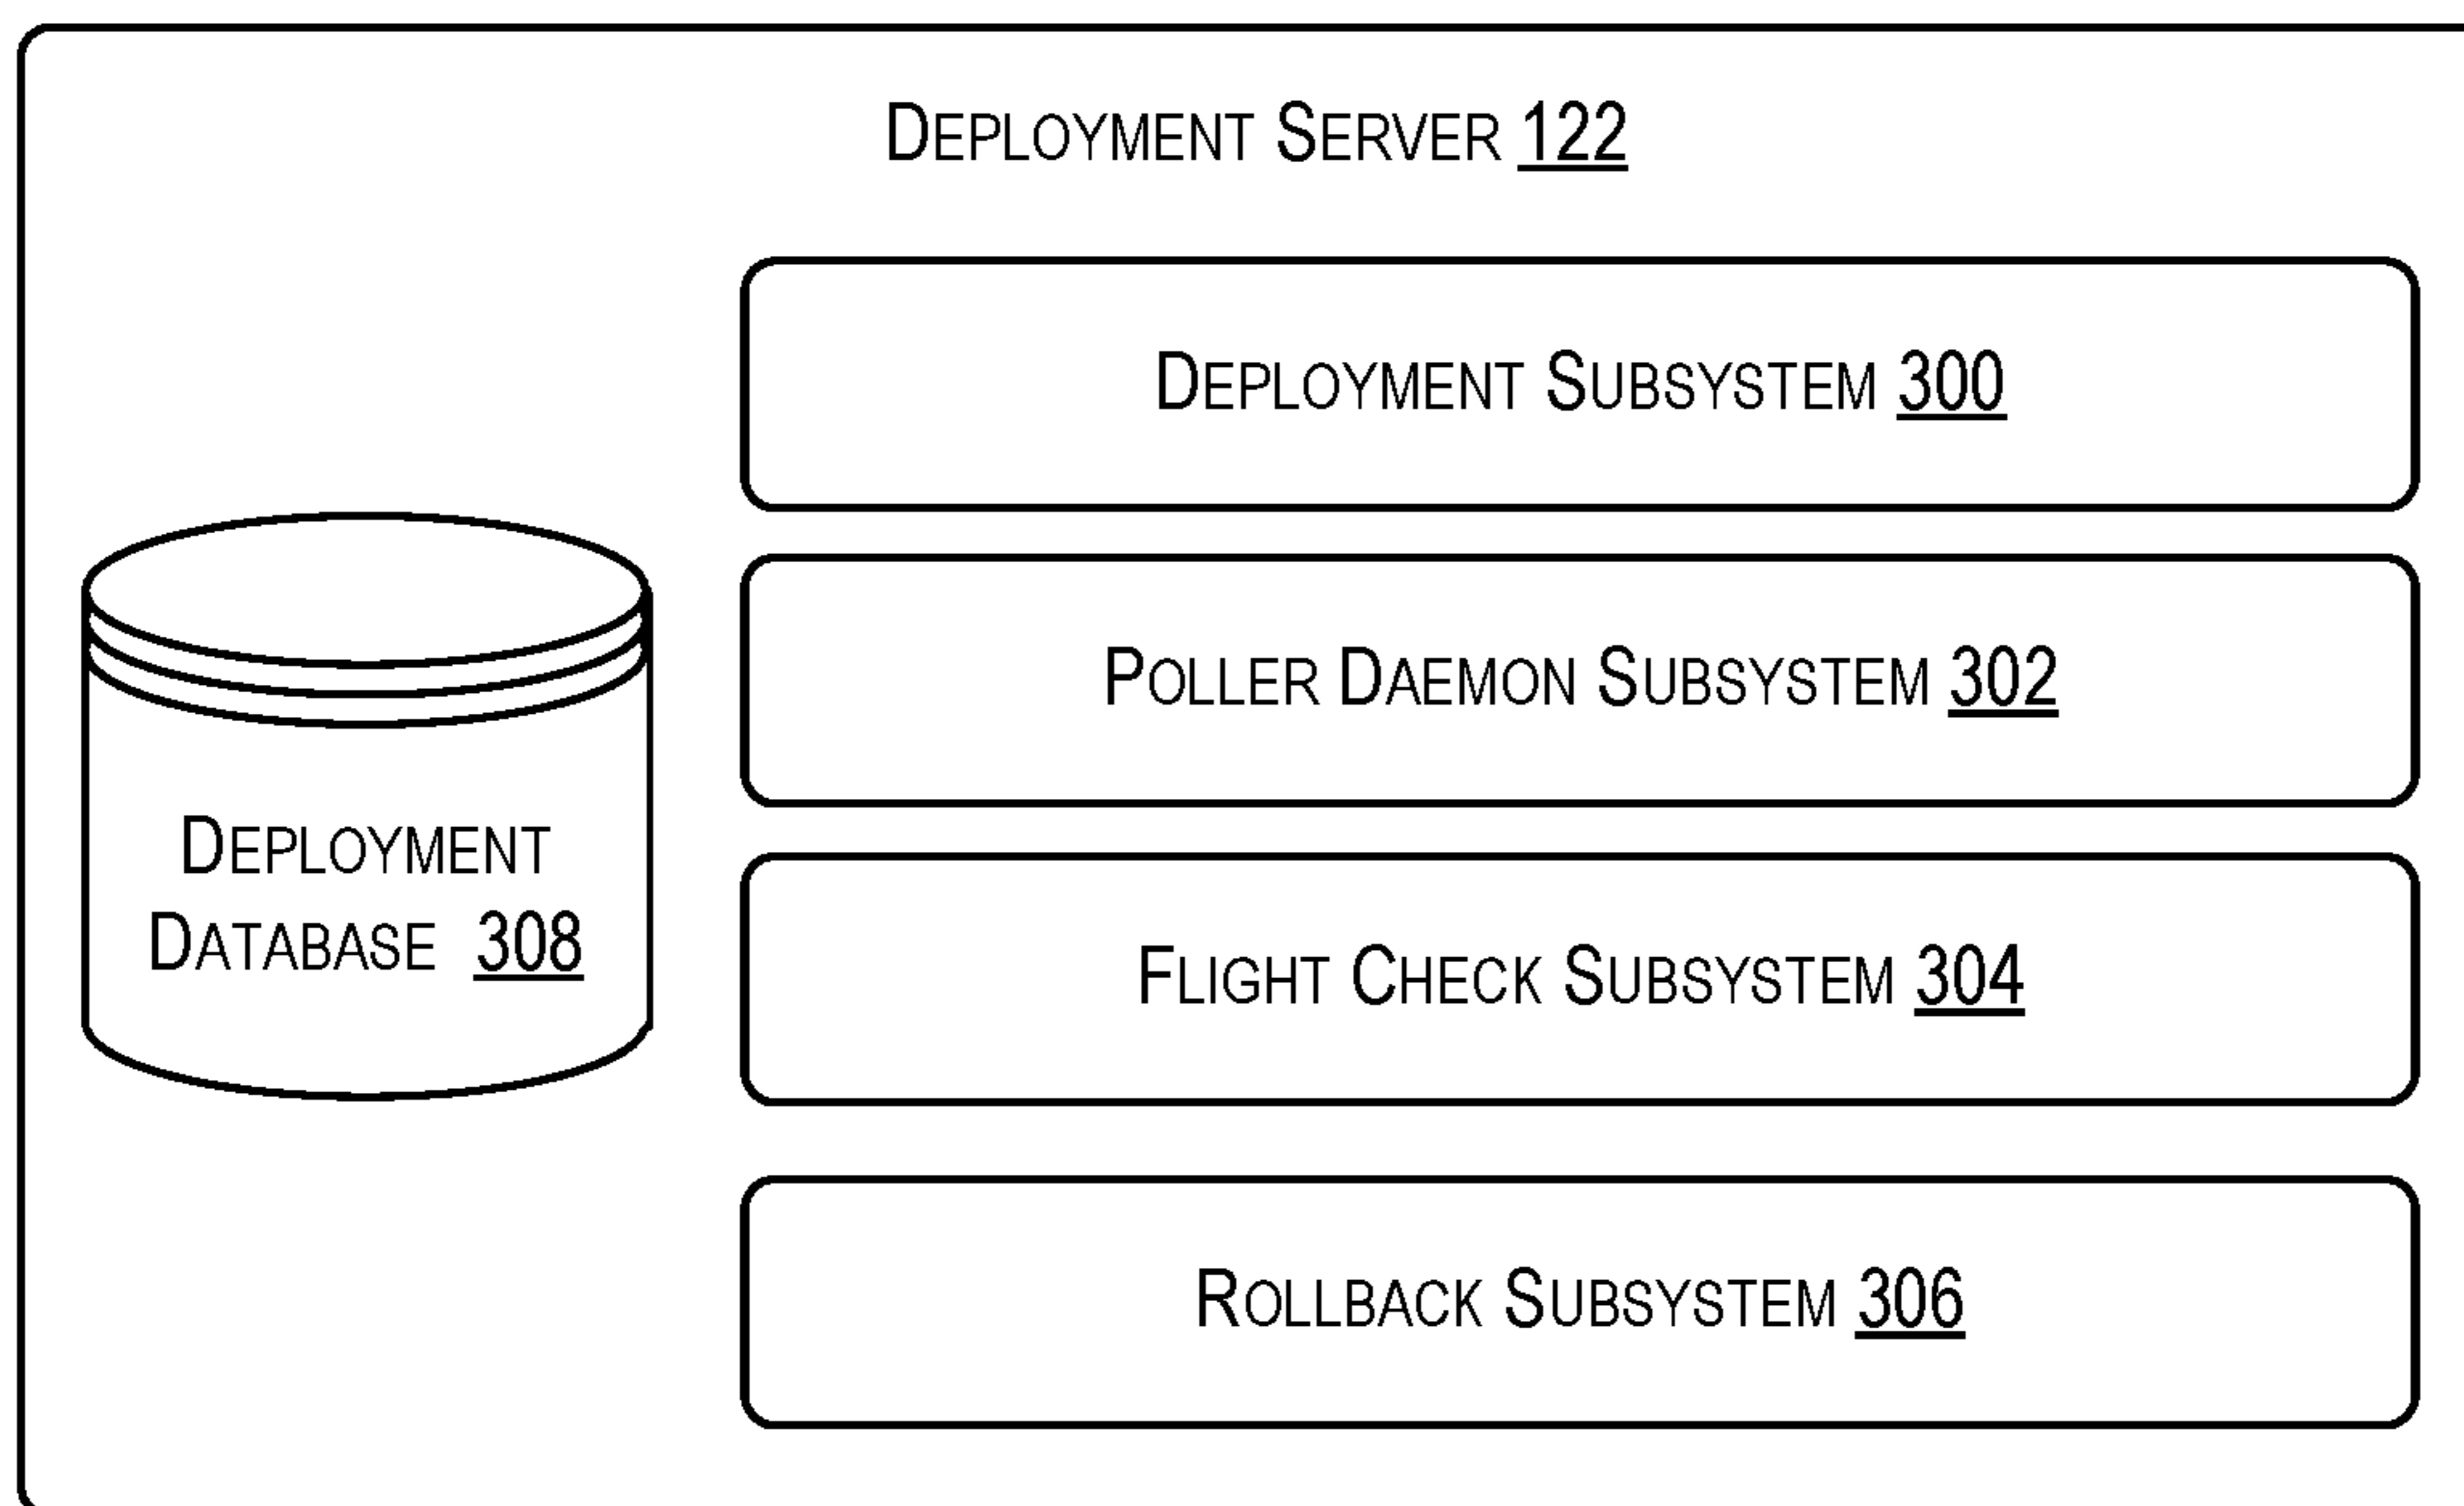 DEPLOYMENT SERVER 122
DEPLOYMENT SUBSYSTEM 300
POLLER DAEMON SUBSYSTEM 302
DEPLOYMENT
DATABASE 308
FLIGHT CHECK SUBSYSTEM 304
ROLLBACK SUBSYSTEM 306